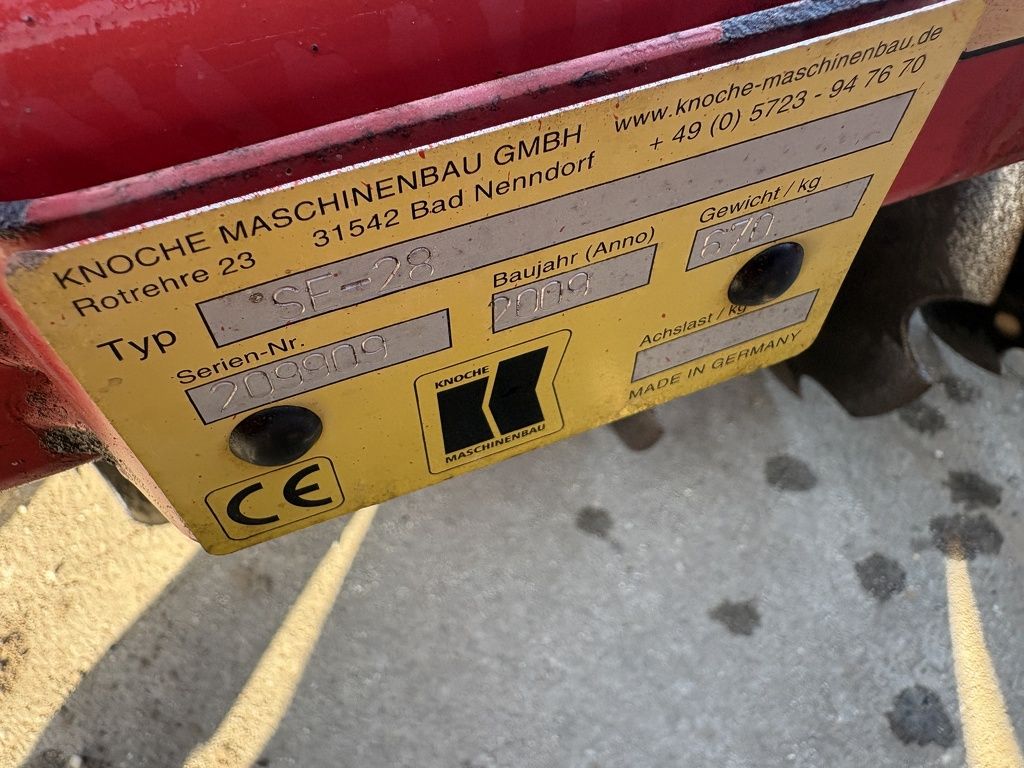 KNOCHE MASCHINENBAU GMBH www.knoche-maschinenbau.de
Rotrehre 23 31542 Bad Nenndorf + 49 (0) 5723 - 94 76 70
Typ SF-28
Serien-Nr. Baujahr (Anno) Gewicht / kg
209909 2009 670
KNOCHE
MASCHINENBAU
Achslast / kg
MADE IN GERMANY
CE